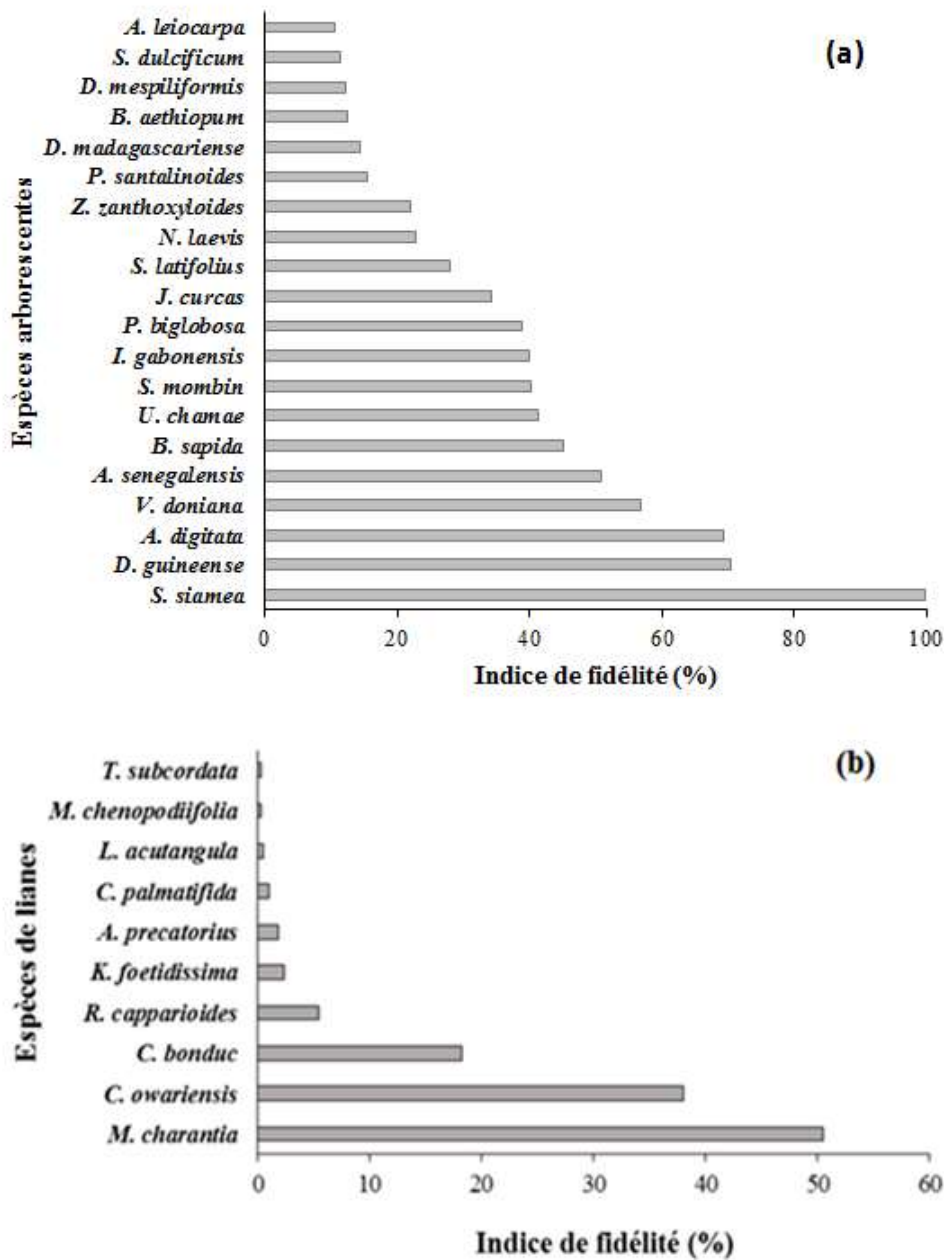 (a)
Espèces arborescentes
A. leiocarpa
S. dulcificum
D. mespiliformis
B. aethiopum
D. madagascariense
P. santalinoides
Z. zanthoxyloides
N. laevis
S. latifolius
J. curcas
P. biglobosa
I. gabonensis
S. mombin
U. chamae
B. sapida
A. senegalensis
V. doniana
A. digitata
D. guineense
S. siamea
0 20 40 60 80 100
Indice de fidélité (%)
(b)
Espèces de lianes
T. subcordata
M. chenopodiifolia
L. acutangula
C. palmatifida
A. precatorius
K. foetidissima
R. capparioides
C. bonduc
C. owariensis
M. charantia
0 10 20 30 40 50 60
Indice de fidélité (%)